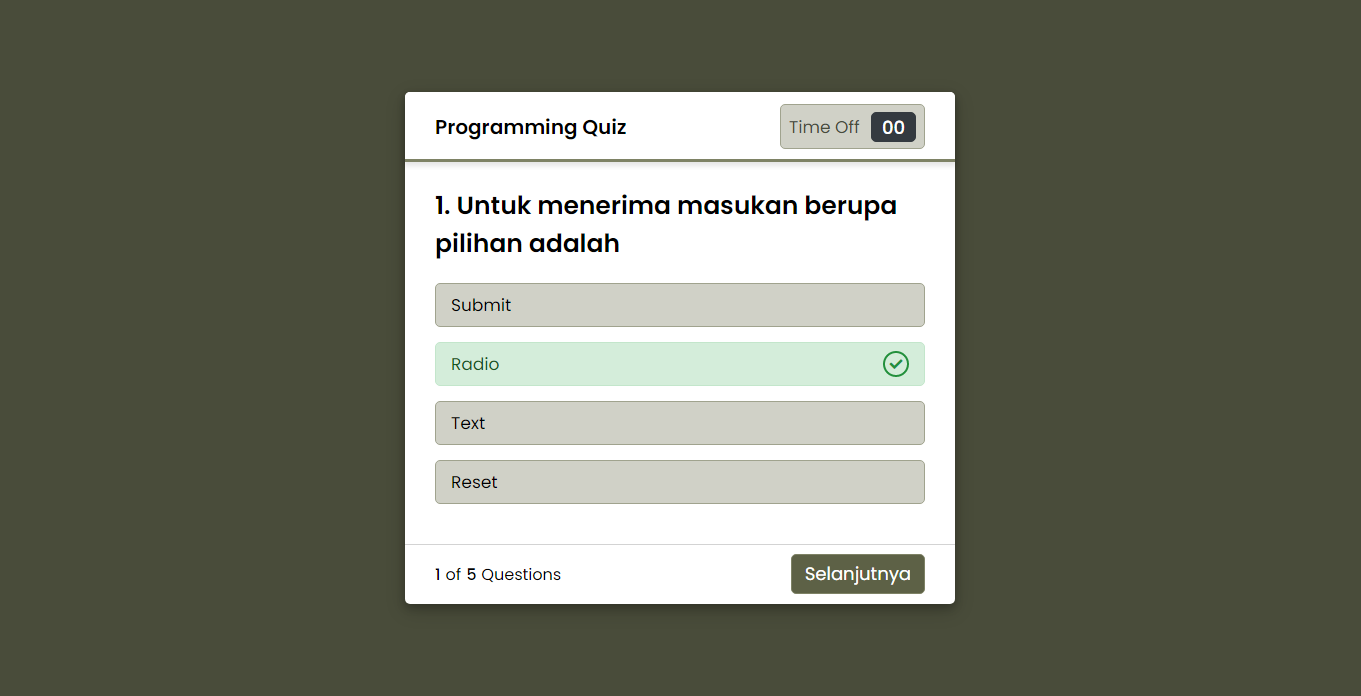 Programming Quiz
Time Off 00
1. Untuk menerima masukan berupa
pilihan adalah
Submit
Radio
Text
Reset
1 of 5 Questions
Selanjutnya